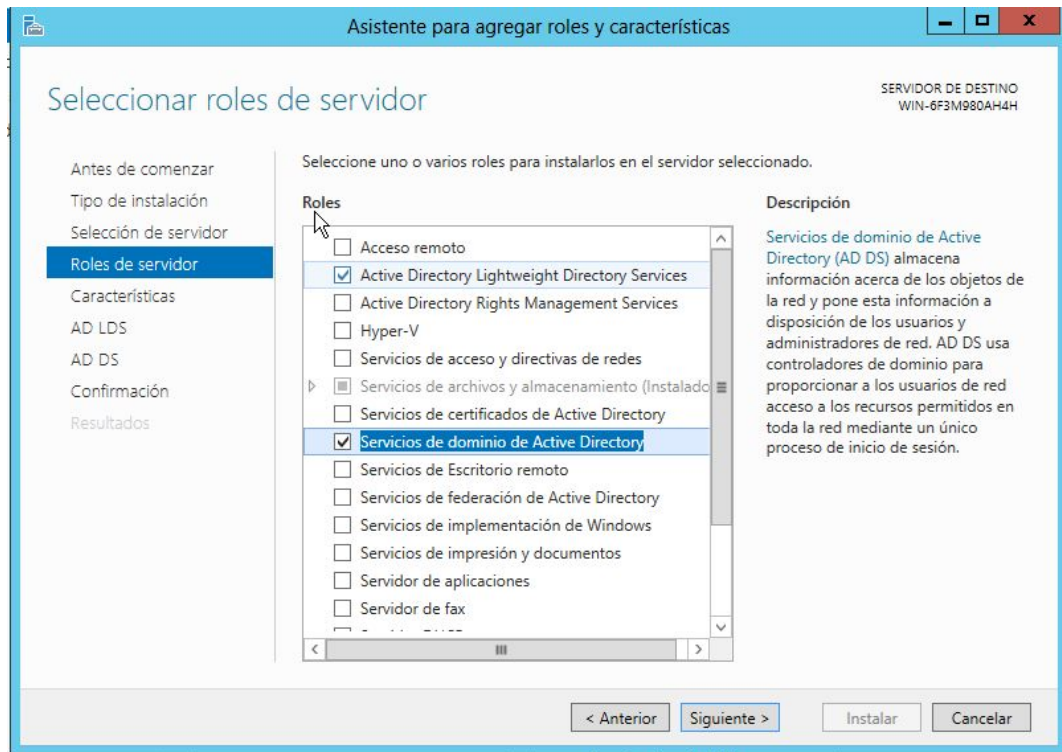 Asistente para agregar roles y características
Seleccionar roles de servidor
SERVIDOR DE DESTINO
WIN-6F3M980AH4H
Antes de comenzar
Tipo de instalación
Selección de servidor
Roles de servidor
Características
AD LDS
AD DS
Confirmación
Resultados
Seleccione uno o varios roles para instalarlos en el servidor seleccionado.
Roles
Acceso remoto
Active Directory Lightweight Directory Services
Active Directory Rights Management Services
Hyper-V
Servicios de acceso y directivas de redes
Servicios de archivos y almacenamiento (Instalado
Servicios de certificados de Active Directory
Servicios de dominio de Active Directory
Servicios de Escritorio remoto
Servicios de federación de Active Directory
Servicios de implementación de Windows
Servicios de impresión y documentos
Servidor de aplicaciones
Servidor de fax
Descripción
Servicios de dominio de Active
Directory (AD DS) almacena
información acerca de los objetos de
la red y pone esta información a
disposición de los usuarios y
administradores de red. AD DS usa
controladores de dominio para
proporcionar a los usuarios de red
acceso a los recursos permitidos en
toda la red mediante un único
proceso de inicio de sesión.
< Anterior
Siguiente >
Instalar
Cancelar